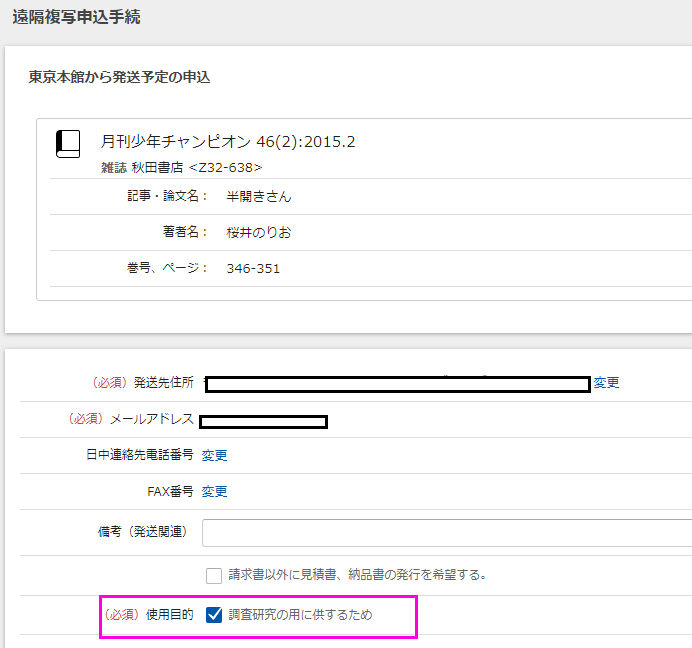 遠隔複写申込手続
東京本館から発送予定の申込
月刊少年チャンピオン 46(2):2015.2
雑誌 秋田書店 <Z32-638>
記事・論文名： 半開きさん
著者名： 桜井のりお
巻号、ページ： 346-351
（必須）発送先住所 変更
（必須）メールアドレス
日中連絡先電話番号 変更
FAX番号 変更
備考（発送関連）
請求書以外に見積書、納品書の発行を希望する。
（必須）使用目的 調査研究の用に供するため